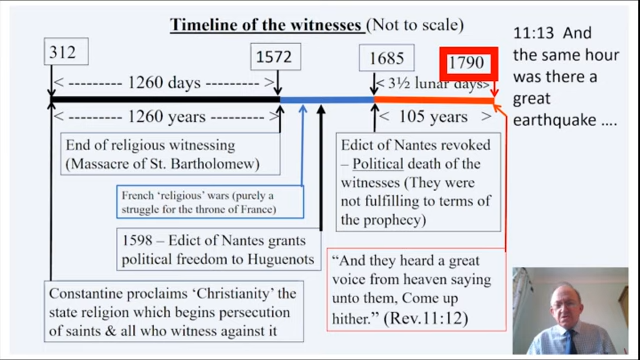 Timeline of the witnesses (Not to scale)
312
1572
1685
1790
< --------- 1260 days --------- >
< 3½ lunar days>
< --------- 1260 years --------- >
< 105 years >
End of religious witnessing
(Massacre of St. Bartholomew)
French ‘religious’ wars (purely a
struggle for the throne of France)
1598 – Edict of Nantes grants
political freedom to Huguenots
Constantine proclaims ‘Christianity’ the
state religion which begins persecution
of saints & all who witness against it
Edict of Nantes revoked
– Political death of the
witnesses (They were
not fulfilling to terms of
the prophecy)
“And they heard a great
voice from heaven saying
unto them, Come up
hither.” (Rev.11:12)
11:13 And
the same hour
was there a
great
earthquake ….